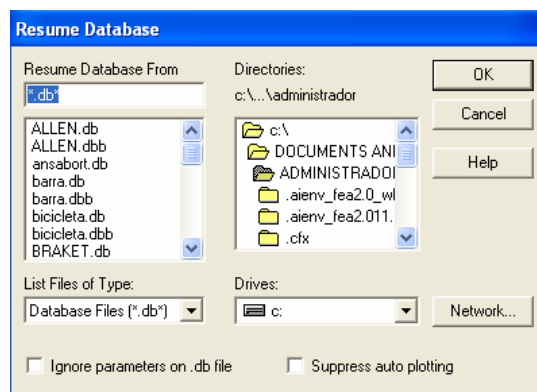 Resume Database
Resume Database From
*.db*
ALLEN.db
ALLEN.dbb
ansabort.db
barra.db
barra.dbb
bicicleta.db
bicicleta.dbb
BRAKET.db
List Files of Type:
Database Files (*.db*)
Directories:
c:\...\administrador
c:\
DOCUMENTS AN
ADMINISTRADO
.aienv_fea2.0_wl
.aienv_fea2.011.
.cfx
Drives:
c:
OK
Cancel
Help
Network...
Ignore parameters on .db file
Suppress auto plotting